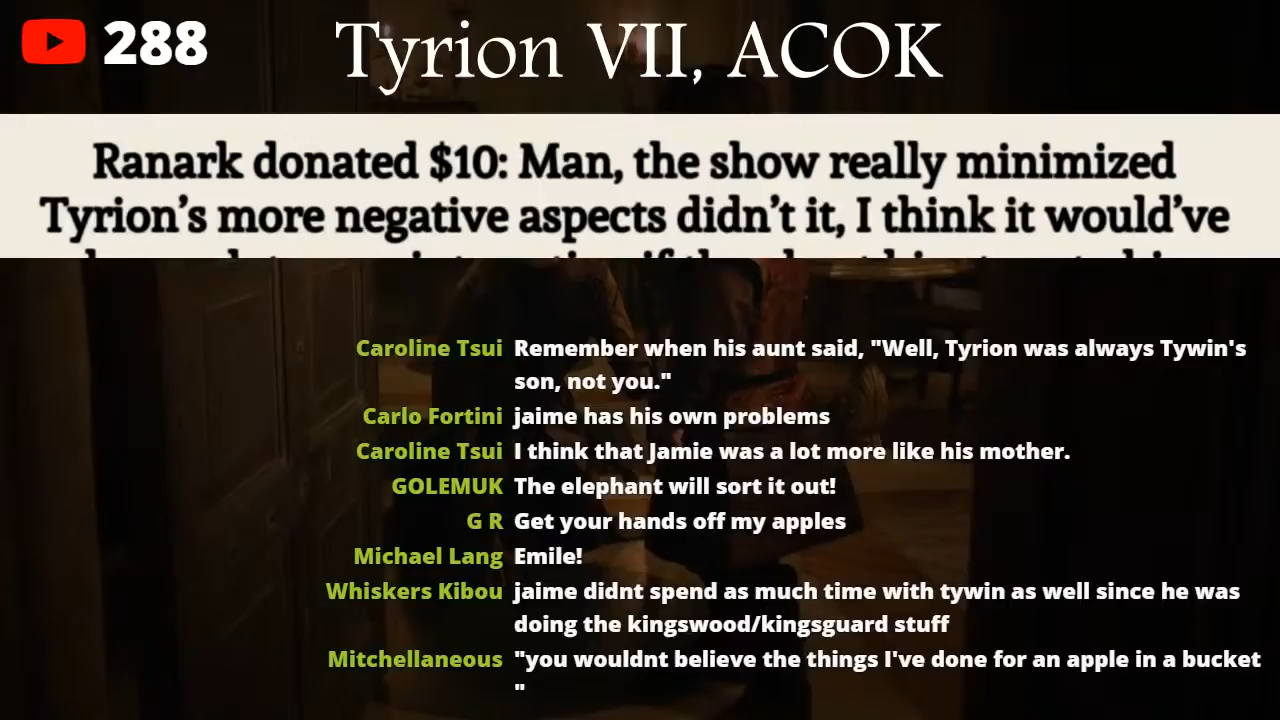 288
Tyrion VII, ACOK
Ranark donated $10: Man, the show really minimized
Tyrion’s more negative aspects didn’t it, I think it would’ve
Caroline Tsui Remember when his aunt said, "Well, Tyrion was always Tywin's
son, not you."
Carlo Fortini jaime has his own problems
Caroline Tsui I think that Jamie was a lot more like his mother.
GOLEMUK The elephant will sort it out!
G R Get your hands off my apples
Michael Lang Emile!
Whiskers Kibou jaime didnt spend as much time with tywin as well since he was
doing the kingswood/kingsguard stuff
Mitchellaneous "you wouldnt believe the things I've done for an apple in a bucket
"